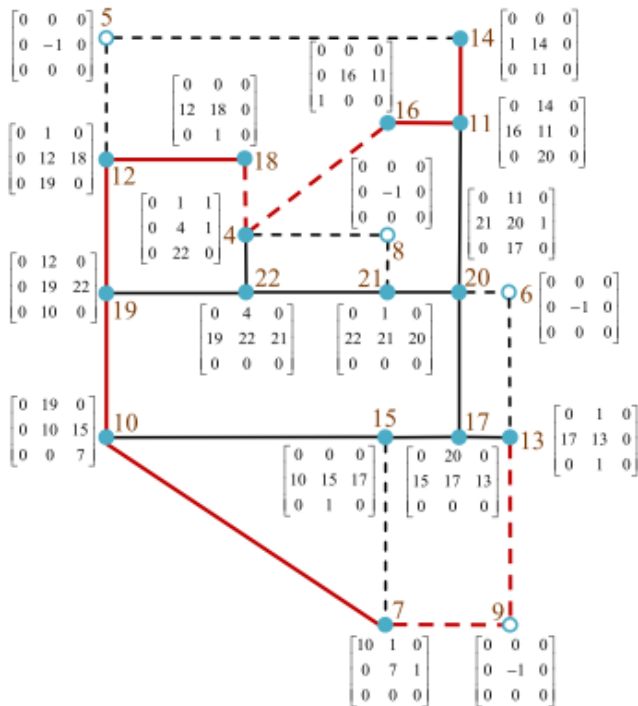 5
0 0 0
0 −1 0
0 0 0
14
0 0 0
1 14 0
0 11 0
0 0 0
0 16 11
1 0 0
0 0 0
12 18 0
0 1 0
16
11
0 14 0
16 11 0
0 20 0
0 1 0
0 12 18
0 19 0
12
18
0 0 0
0 −1 0
0 0 0
0 1 1
0 4 1
0 22 0
4
8
0 11 0
21 20 1
0 17 0
0 12 0
0 19 22
0 10 0
19
22
21
20
6
0 0 0
0 −1 0
0 0 0
0 4 0
19 22 21
0 0 0
0 1 0
22 21 20
0 0 0
0 19 0
0 10 15
0 0 7
10
15
17
13
0 1 0
17 13 0
0 1 0
0 0 0
10 15 17
0 1 0
0 20 0
15 17 13
0 0 0
7
9
10 1 0
0 7 1
0 0 0
0 0 0
0 −1 0
0 0 0